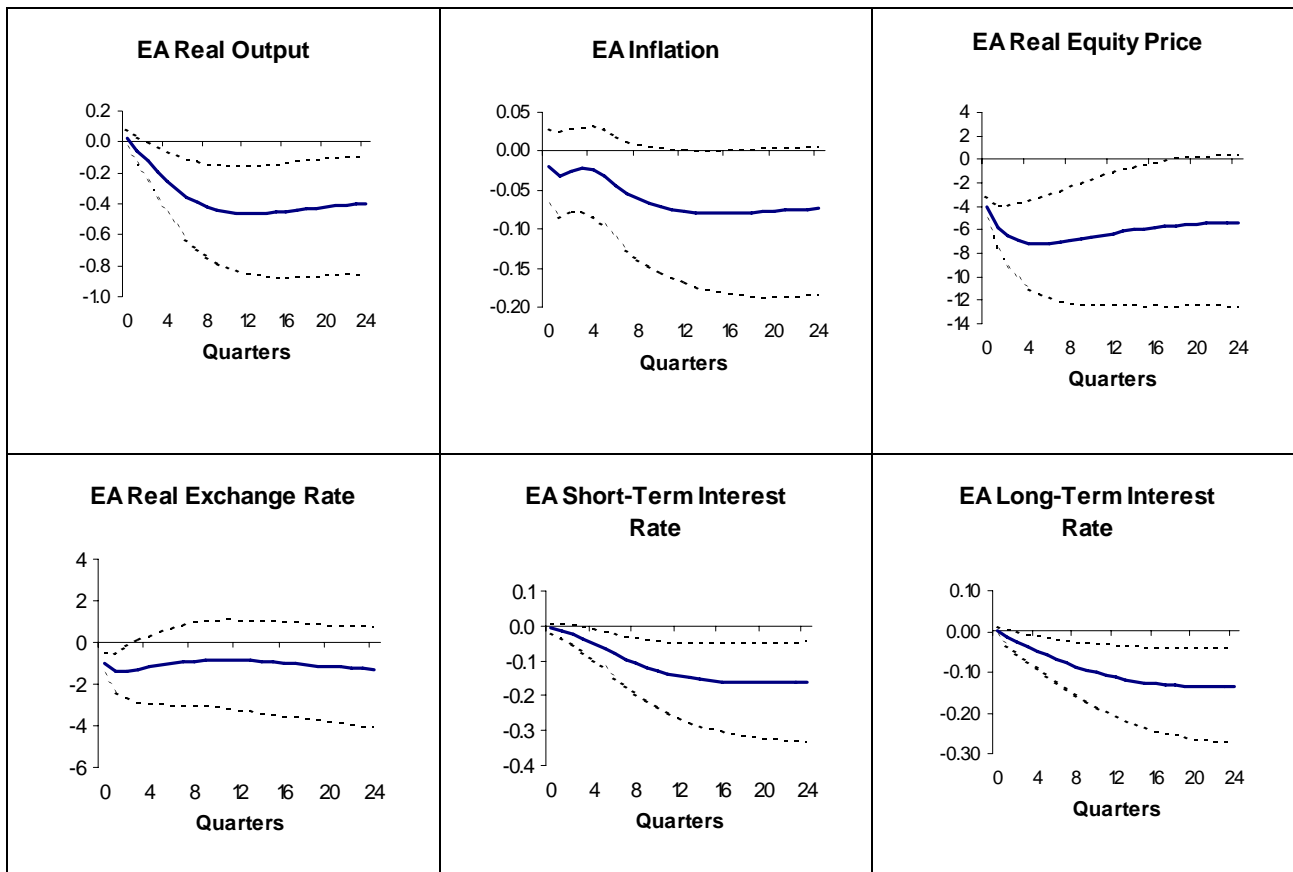 EA Real Output
0.2
0.0
-0.2
-0.4
-0.6
-0.8
-1.0
0 4 8 12 16 20 24
Quarters
EA Inflation
0.05
0.00
-0.05
-0.10
-0.15
-0.20
0 4 8 12 16 20 24
Quarters
EA Real Equity Price
4
2
0
-2
-4
-6
-8
-10
-12
-14
0 4 8 12 16 20 24
Quarters
EA Real Exchange Rate
4
2
0
-2
-4
-6
0 4 8 12 16 20 24
Quarters
EA Short-Term Interest
Rate
0.1
0.0
-0.1
-0.2
-0.3
-0.4
0 4 8 12 16 20 24
Quarters
EA Long-Term Interest
Rate
0.10
0.00
-0.10
-0.20
-0.30
0 4 8 12 16 20 24
Quarters